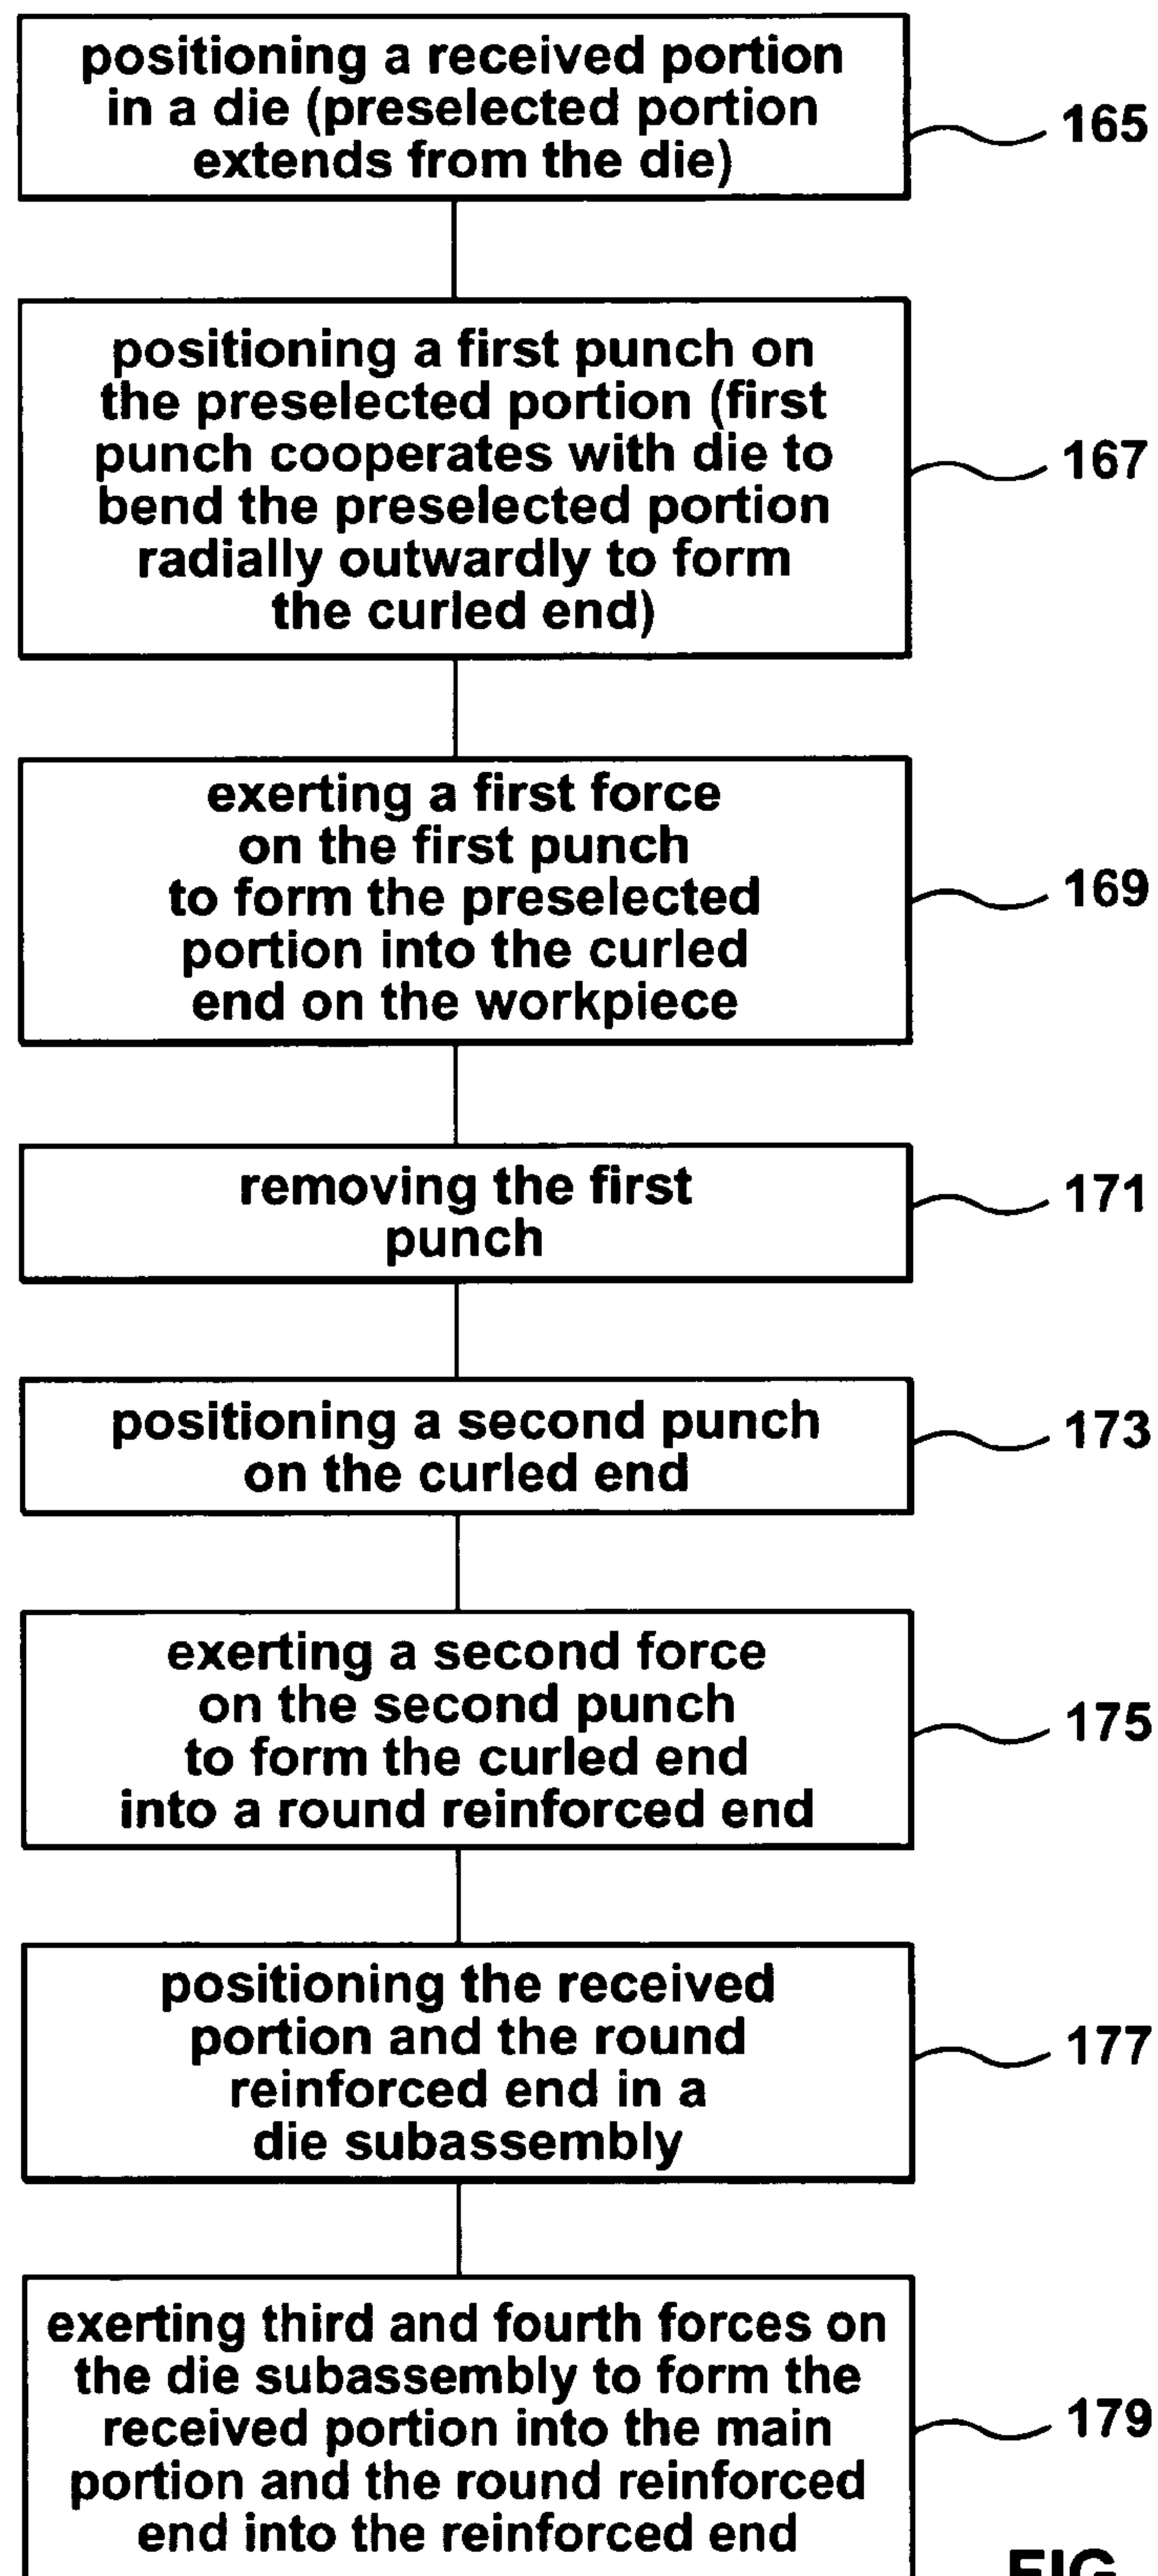 positioning a received portion
in a die (preselected portion
extends from the die)
165
positioning a first punch on
the preselected portion (first
punch cooperates with die to
bend the preselected portion
radially outwardly to form
the curled end)
167
exerting a first force
on the first punch
to form the preselected
portion into the curled
end on the workpiece
169
removing the first
punch
171
positioning a second punch
on the curled end
173
exerting a second force
on the second punch
to form the curled end
into a round reinforced end
175
positioning the received
portion and the round
reinforced end in a
die subassembly
177
exerting third and fourth forces on
the die subassembly to form the
received portion into the main
portion and the round reinforced
end into the reinforced end
179
FIG